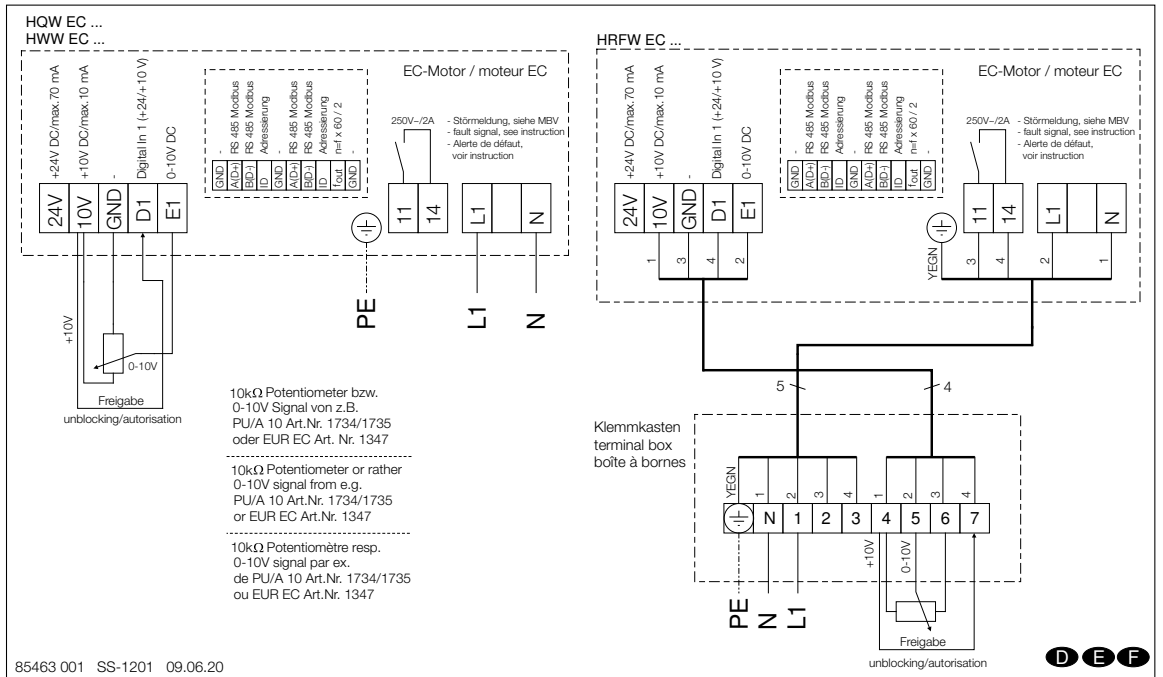 HQW EC ...
HWW EC ...
+24V DC/max.70 mA
+10V DC/max.10 mA
-
Digital In 1 (+24/+10 V)
0-10V DC
24V
10V
GND
D1
E1
-
RS 485 Modbus
RS 485 Modbus
Adressierung
-
RS 485 Modbus
RS 485 Modbus
Adressierung
n=f x 60 / 2
-
GND
A(D+)
B(D-)
ID
GND
A(D+)
B(D-)
ID
fout
GND
EC-Motor / moteur EC
250V~/2A
- Störmeldung, siehe MBV
- fault signal, see instruction
- Alerte de défaut,
voir instruction
11
14
L1
N
PE
L1
N
+10V
0-10V
Freigabe
unblocking/autorisation
10kΩ Potentiometer bzw.
0-10V Signal von z.B.
PU/A 10 Art.Nr. 1734/1735
oder EUR EC Art. Nr. 1347
10kΩ Potentiometer or rather
0-10V signal from e.g.
PU/A 10 Art.Nr. 1734/1735
or EUR EC Art.Nr. 1347
10kΩ Potentiomètre resp.
0-10V signal par ex.
de PU/A 10 Art.Nr. 1734/1735
ou EUR EC Art.Nr. 1347
85463 001 SS-1201 09.06.20
HRFW EC ...
+24V DC/max.70 mA
+10V DC/max.10 mA
-
Digital In 1 (+24/+10 V)
0-10V DC
24V
10V
GND
D1
E1
-
RS 485 Modbus
RS 485 Modbus
Adressierung
-
RS 485 Modbus
RS 485 Modbus
Adressierung
n=f x 60 / 2
-
GND
A(D+)
B(D-)
ID
GND
A(D+)
B(D-)
ID
fout
GND
EC-Motor / moteur EC
250V~/2A
- Störmeldung, siehe MBV
- fault signal, see instruction
- Alerte de défaut,
voir instruction
11
14
L1
N
1
3
4
2
YEGN
3
4
2
1
5
4
Klemmkasten
terminal box
boîte à bornes
YEGN
1
2
3
4
1
2
3
4
N
1
2
3
4
5
6
7
+10V
0-10V
PE
N
L1
Freigabe
unblocking/autorisation
D E F